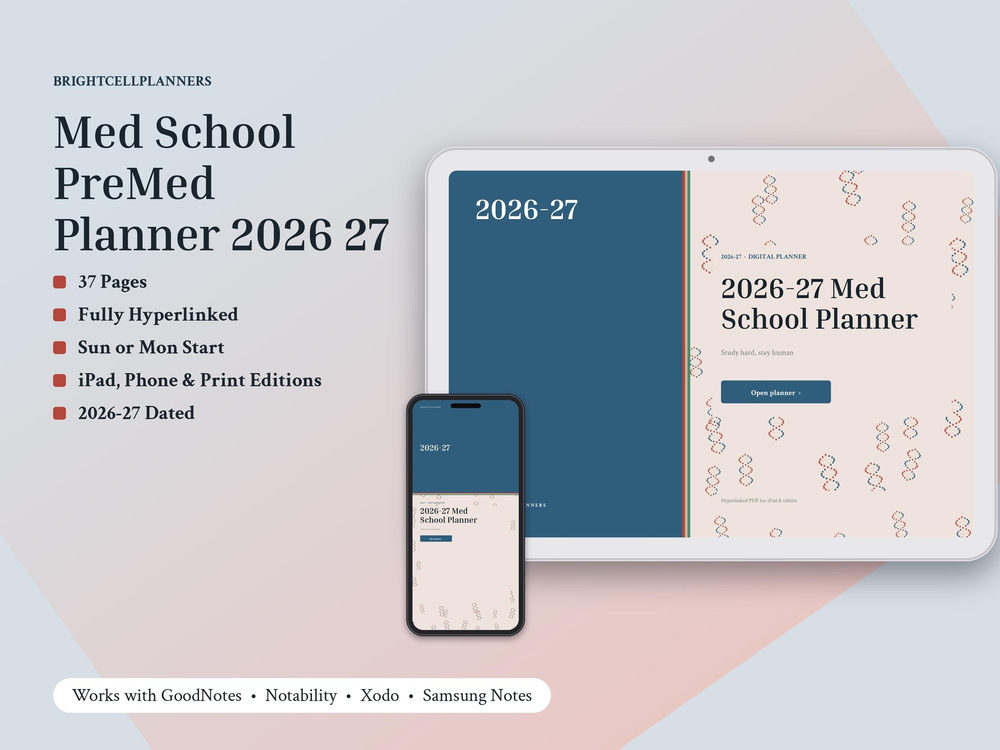 BRIGHTCELLPLANNERS
Med School
PreMed
Planner 2026 27
37 Pages
Fully Hyperlinked
Sun or Mon Start
iPad, Phone & Print Editions
2026-27 Dated
2026-27
2026-27 · DIGITAL PLANNER
2026-27 Med
School Planner
Study hard, stay human
Open planner ›
Hyperlinked PDF for iPad & tablets
NNERS
2026-27
2026-27 Med
School Planner
Works with GoodNotes • Notability • Xodo • Samsung Notes